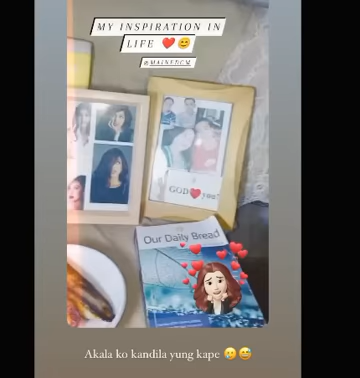 MY INSPIRATION IN
LIFE ❤️😊
@MAINEDCM
GOD❤️you!
Our Daily Bread
Akala ko kandila yung kape 🥲😅